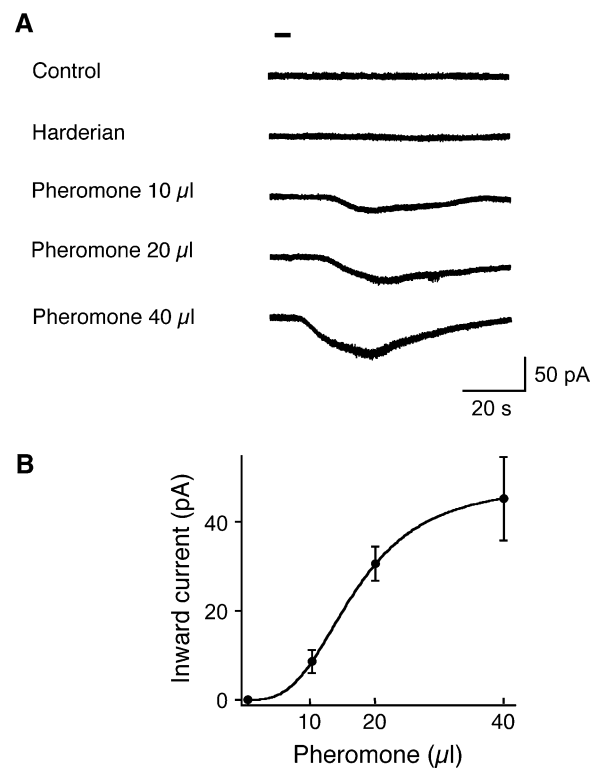 A
Control
Harderian
Pheromone 10 µl
Pheromone 20 µl
Pheromone 40 µl
50 pA
20 s
B
Inward current (pA)
40
20
0
10 20 40
Pheromone (µl)